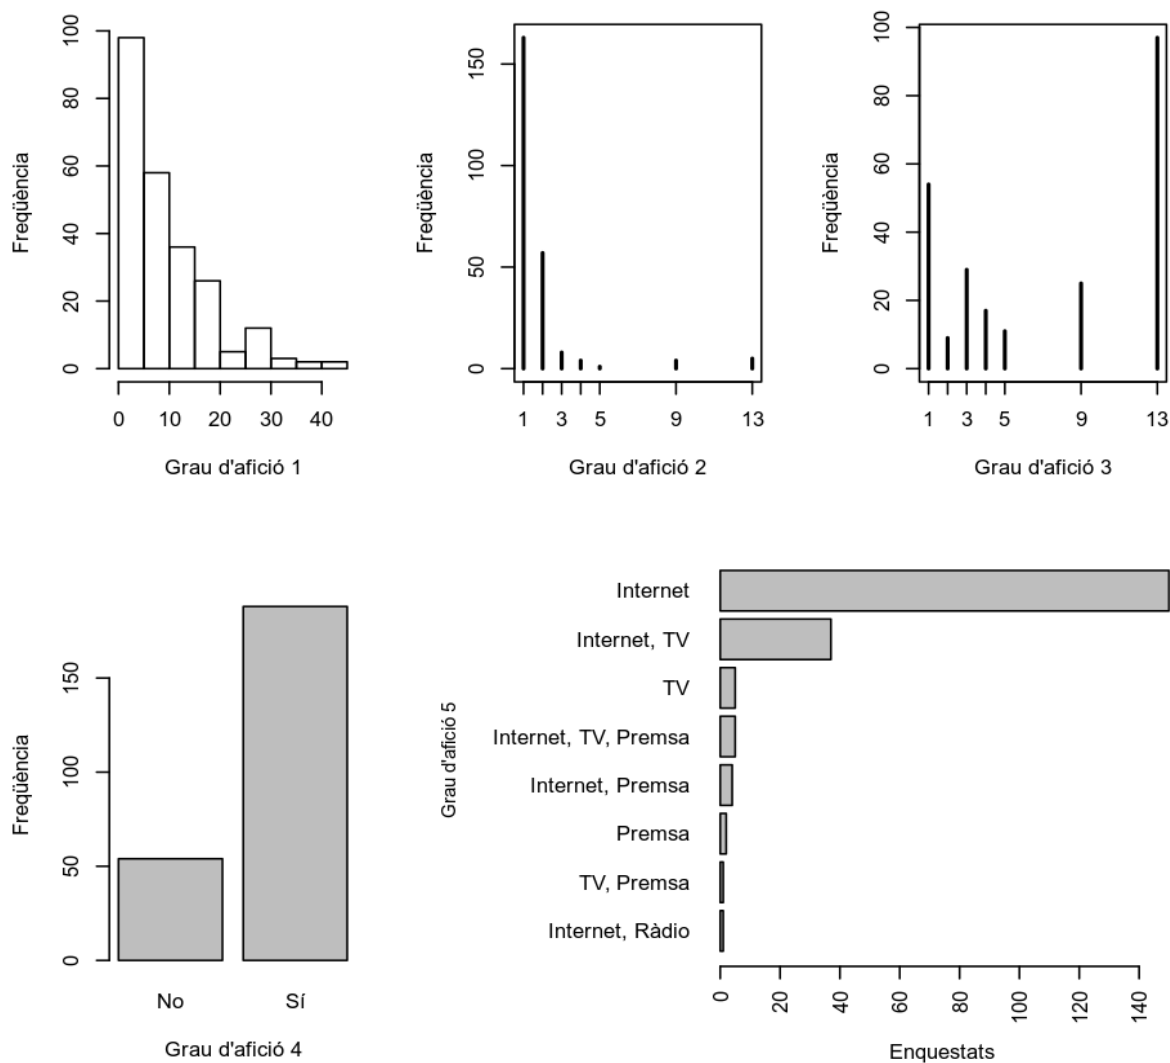 Freqüència
0
20
40
60
80
100
0 10 20 30 40
Grau d'afició 1
Freqüència
0
50
100
150
1 3 5 9 13
Grau d'afició 2
Freqüència
0
20
40
60
80
100
1 3 5 9 13
Grau d'afició 3
Freqüència
0
50
100
150
No Sí
Grau d'afició 4
Grau d'afició 5
Internet
Internet, TV
TV
Internet, TV, Premsa
Internet, Premsa
Premsa
TV, Premsa
Internet, Ràdio
0 20 40 60 80 100 120 140
Enquestats